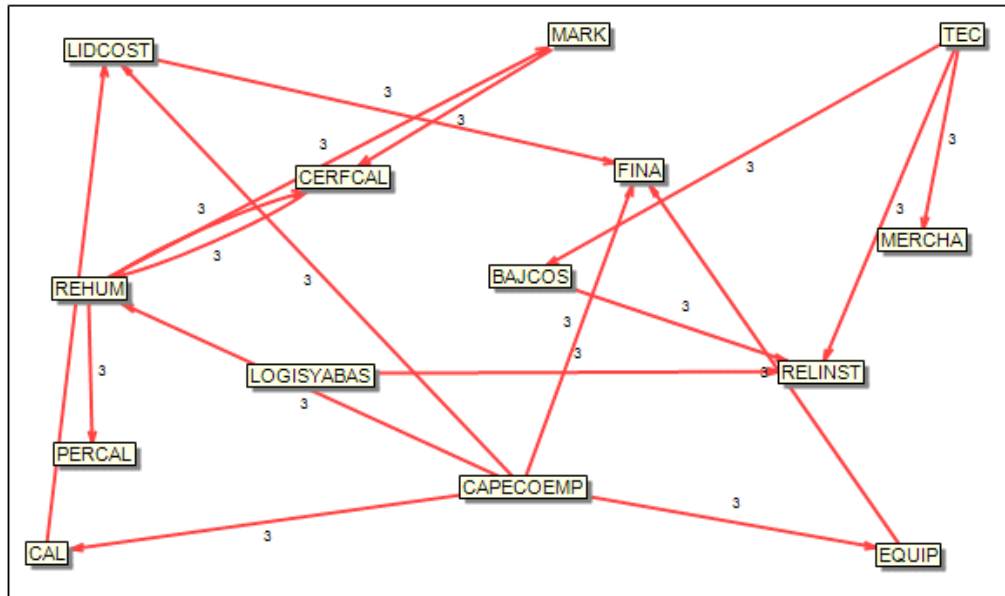 MARK
TEC
LIDCOST
3
3
3
3
3
FINA
CERFCAL
3
3
MERCHA
3
BAJCOS
3
REHUM
3
3
3
3
3
RELINST
LOGISYABAS
3
PERCAL
CAPECOEMP
3
3
CAL
EQUIP